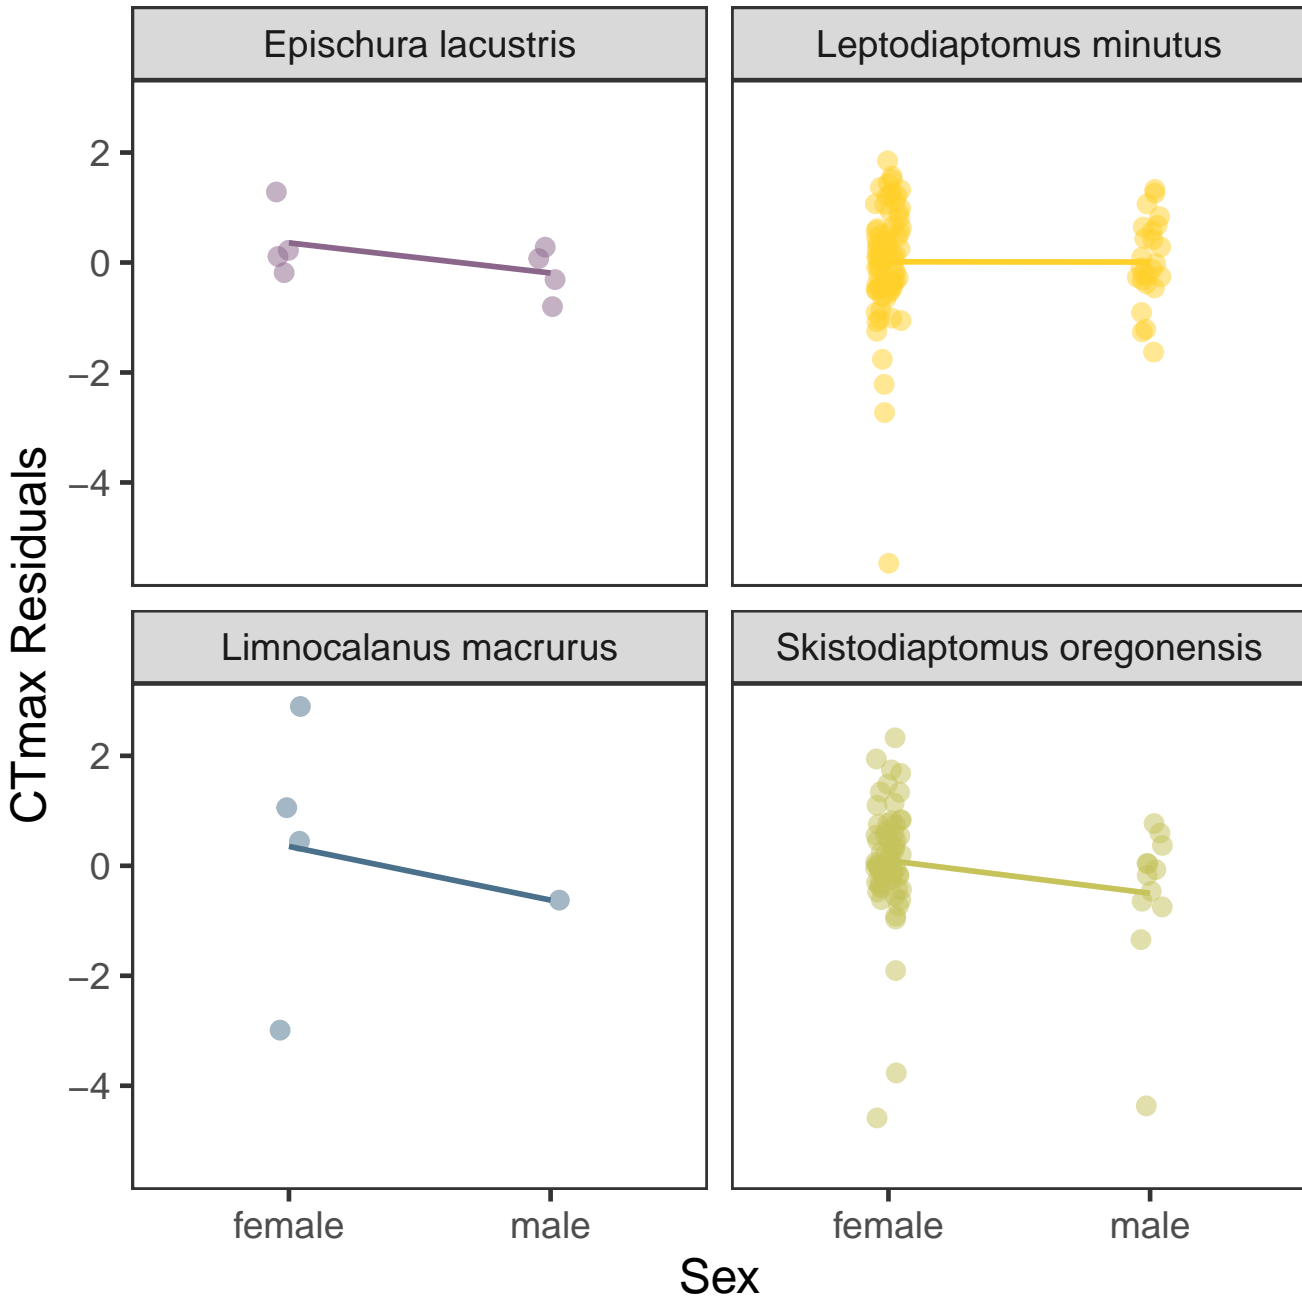 Epischura lacustris
Leptodiaptomus minutus
2
0
−2
−4
Limnocalanus macrurus
Skistodiaptomus oregonensis
2
0
−2
−4
CTmax Residuals
female
male
female
male
Sex